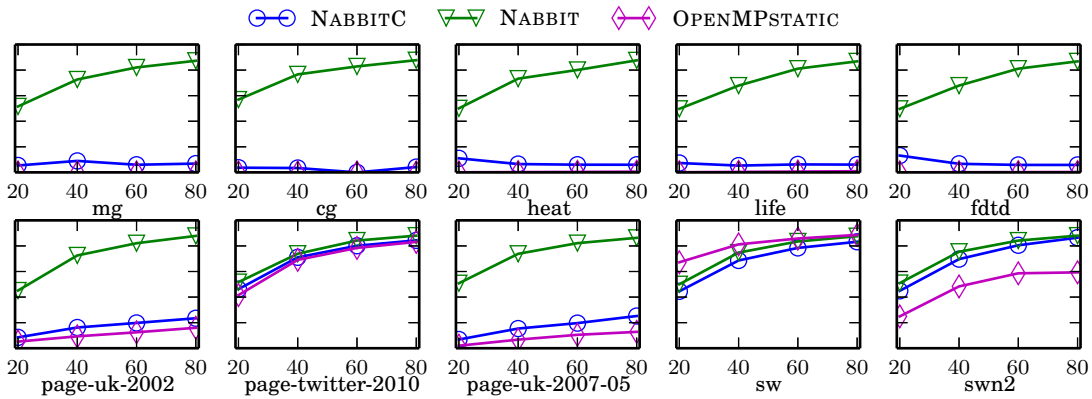 NABBITC NABBIT OPENMPSTATIC
20 40 60 80 20 40 60 80 20 40 60 80 20 40 60 80 20 40 60 80
mg cg heat life fdtd
20 40 60 80 20 40 60 80 20 40 60 80 20 40 60 80 20 40 60 80
page-uk-2002 page-twitter-2010 page-uk-2007-05 sw swn2